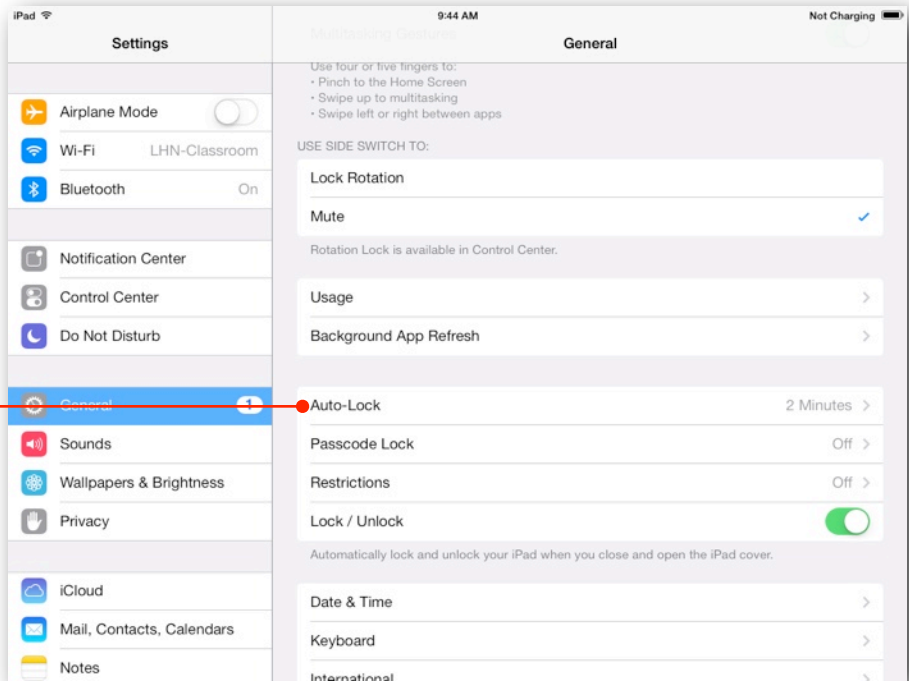 iPad
9:44 AM
Not Charging
Settings
General
Multitasking Gestures
Use four or five fingers to:
• Pinch to the Home Screen
• Swipe up to multitasking
• Swipe left or right between apps
Airplane Mode
Wi-Fi LHN-Classroom
Bluetooth On
Notification Center
Control Center
Do Not Disturb
General 1
Sounds
Wallpapers & Brightness
Privacy
iCloud
Mail, Contacts, Calendars
Notes
USE SIDE SWITCH TO:
Lock Rotation
Mute
Rotation Lock is available in Control Center.
Usage
Background App Refresh
Auto-Lock 2 Minutes
Passcode Lock Off
Restrictions Off
Lock / Unlock
Automatically lock and unlock your iPad when you close and open the iPad cover.
Date & Time
Keyboard
International